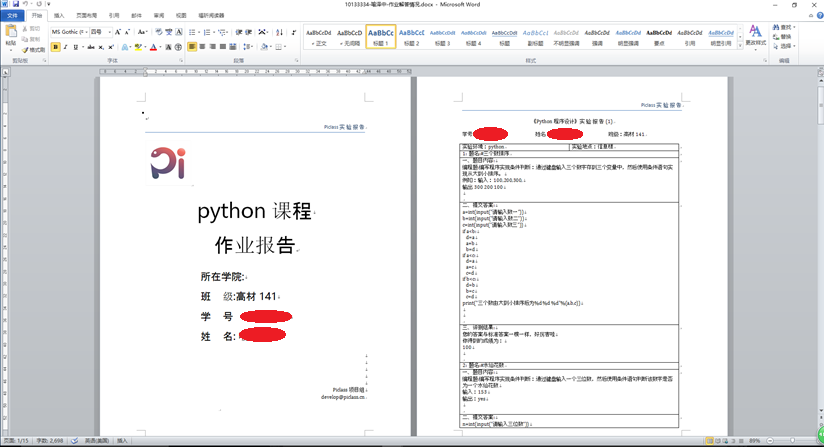 10133334-瑞泽中-作业解答情况.docx - Microsoft Word
文件 开始 插入 页面布局 引用 邮件 审阅 视图
剪切
复制
格式刷
粘贴
MS Gothic 四号
AaBbCcDd AaBbCcD AaBbCc AaBbCc
正文 无间隔 标题 1 标题 2 标题 3 标题 4 标题 副标题 不明显强调 强调 明显强调 要点 引用 明显引用
更改样式
查找
替换
选择
剪贴板 字体 段落 样式 编辑
Piclass 实验报告
pi
python 课程
作业报告
所在学院:
班 级:高材 141
学 号
姓 名:
Piclass 项目组
develop@piclass.cn
Piclass 实验报告
《Python 程序设计》实验报告(1)
学号 姓名 班级：高材 141
实验环境：python 实验地点：信息楼
1：题名:#三个数排序
一、题目内容：
编程题:编写程序实现条件判断：通过键盘输入三个数字存到三个变量中，然后使用条件语句实
现从大到小排序。
例如：输入：100,200,300,
输出 300 200 100
二、提交答案：
a=int(input("请输入数一"))
b=int(input("请输入数二"))
c=int(input("请输入数三"))
if a<b:
d=a
a=b
b=d
if a<c:
d=a
a=c
c=d
if b<c:
d=b
b=c
c=d
print("三个数由大到小排序后为%d %d %d"%(a,b,c))
三、评测结果：
您的答案与标准答案一模一样，好厉害哇
你得到的成绩为：
100
2：题名:#水仙花数
一、题目内容：
编程题:编写程序实现条件判断：通过键盘输入一个三位数，然后使用条件语句判断该数字是否
为一个水仙花数
输入：153
输出：yes
二、提交答案：
n=int(input("请输入三位数"))
页面: 1/15 字数: 2,698 英语(美国) 插入 89%